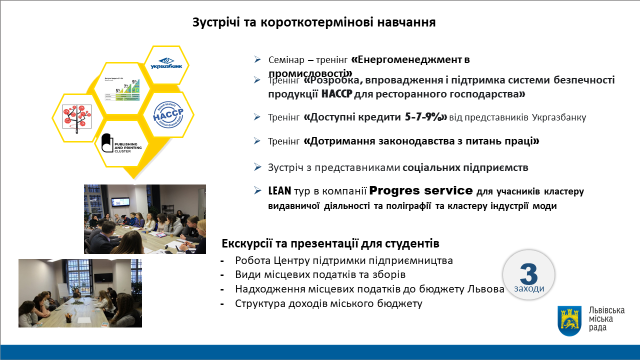 Зустрічі та короткотермінові навчання
укргазбанк
HACCP
PUBLISHING
AND PRINTING
CLUSTER
Семінар – тренінг «Енергоменеджмент в
промисловості»
Тренінг «Розробка, впровадження і підтримка системи безпечності
продукції HACCP для ресторанного господарства»
Тренінг «Доступні кредити 5-7-9%» від представників Укргазбанку
Тренінг «Дотримання законодавства з питань праці»
Зустріч з представниками соціальних підприємств
LEAN тур в компанії Progres service для учасників кластеру
видавничої діяльності та поліграфії та кластеру індустрії моди
Екскурсії та презентації для студентів
- Робота Центру підтримки підприємництва
- Види місцевих податків та зборів
- Надходження місцевих податків до бюджету Львова
- Структура доходів міського бюджету
3
заходи
Львівська
міська
рада